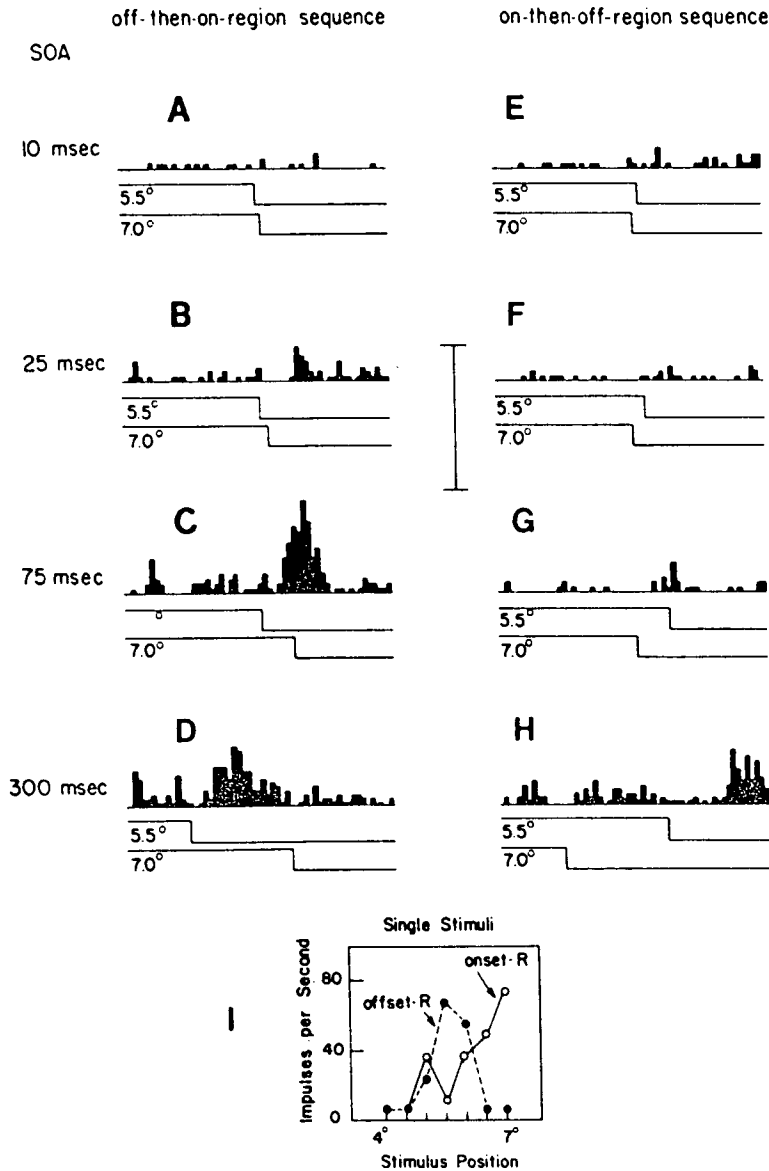 off-then-on-region sequence
on-then-off-region sequence
SOA
A
E
10 msec
5.5°
7.0°
5.5°
7.0°
B
F
25 msec
5.5c
7.0°
5.5°
7.0°
C
G
75 msec
°
7.0°
5.5°
7.0°
D
H
300 msec
5.5°
7.0°
5.5°
7.0°
Single Stimuli
I
Impulses per Second
80
40
0
offset-R
onset-R
4°
7°
Stimulus Position